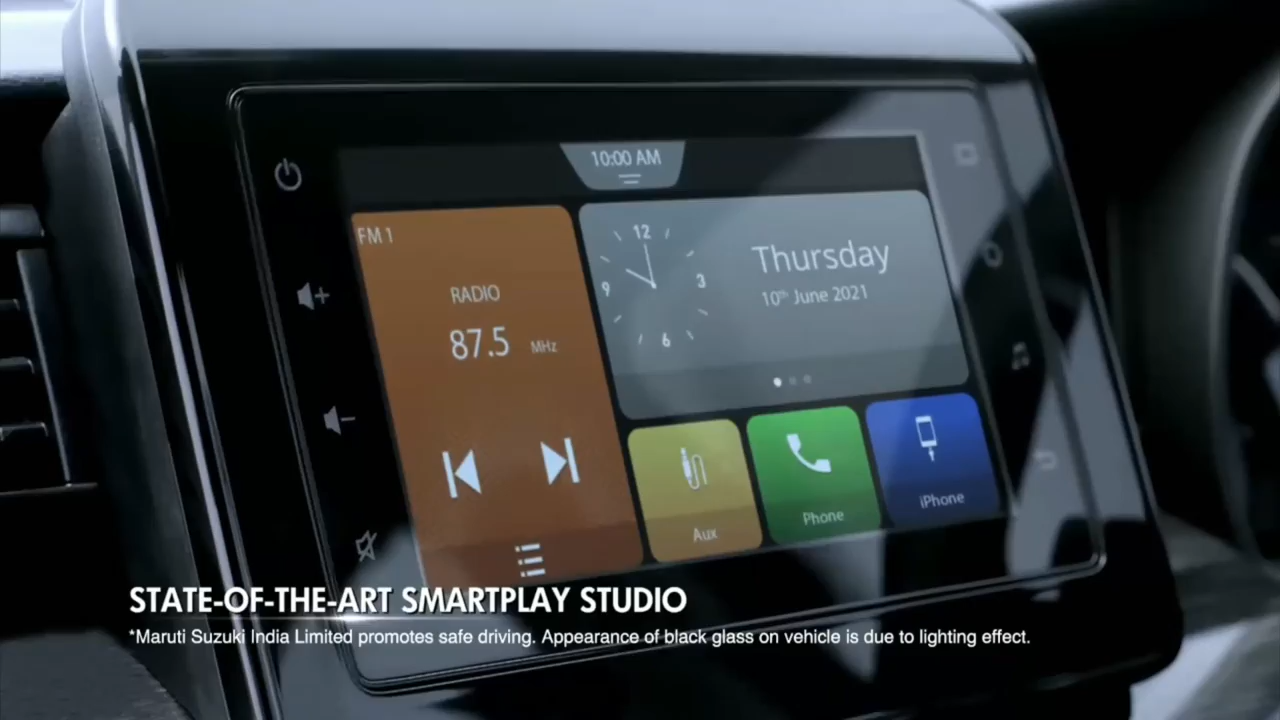 10:00 AM
FM 1
RADIO
87.5 MHz
12
3
6
9
Thursday
10th June 2021
Aux
Phone
iPhone
STATE-OF-THE-ART SMARTPLAY STUDIO
*Maruti Suzuki India Limited promotes safe driving. Appearance of black glass on vehicle is due to lighting effect.